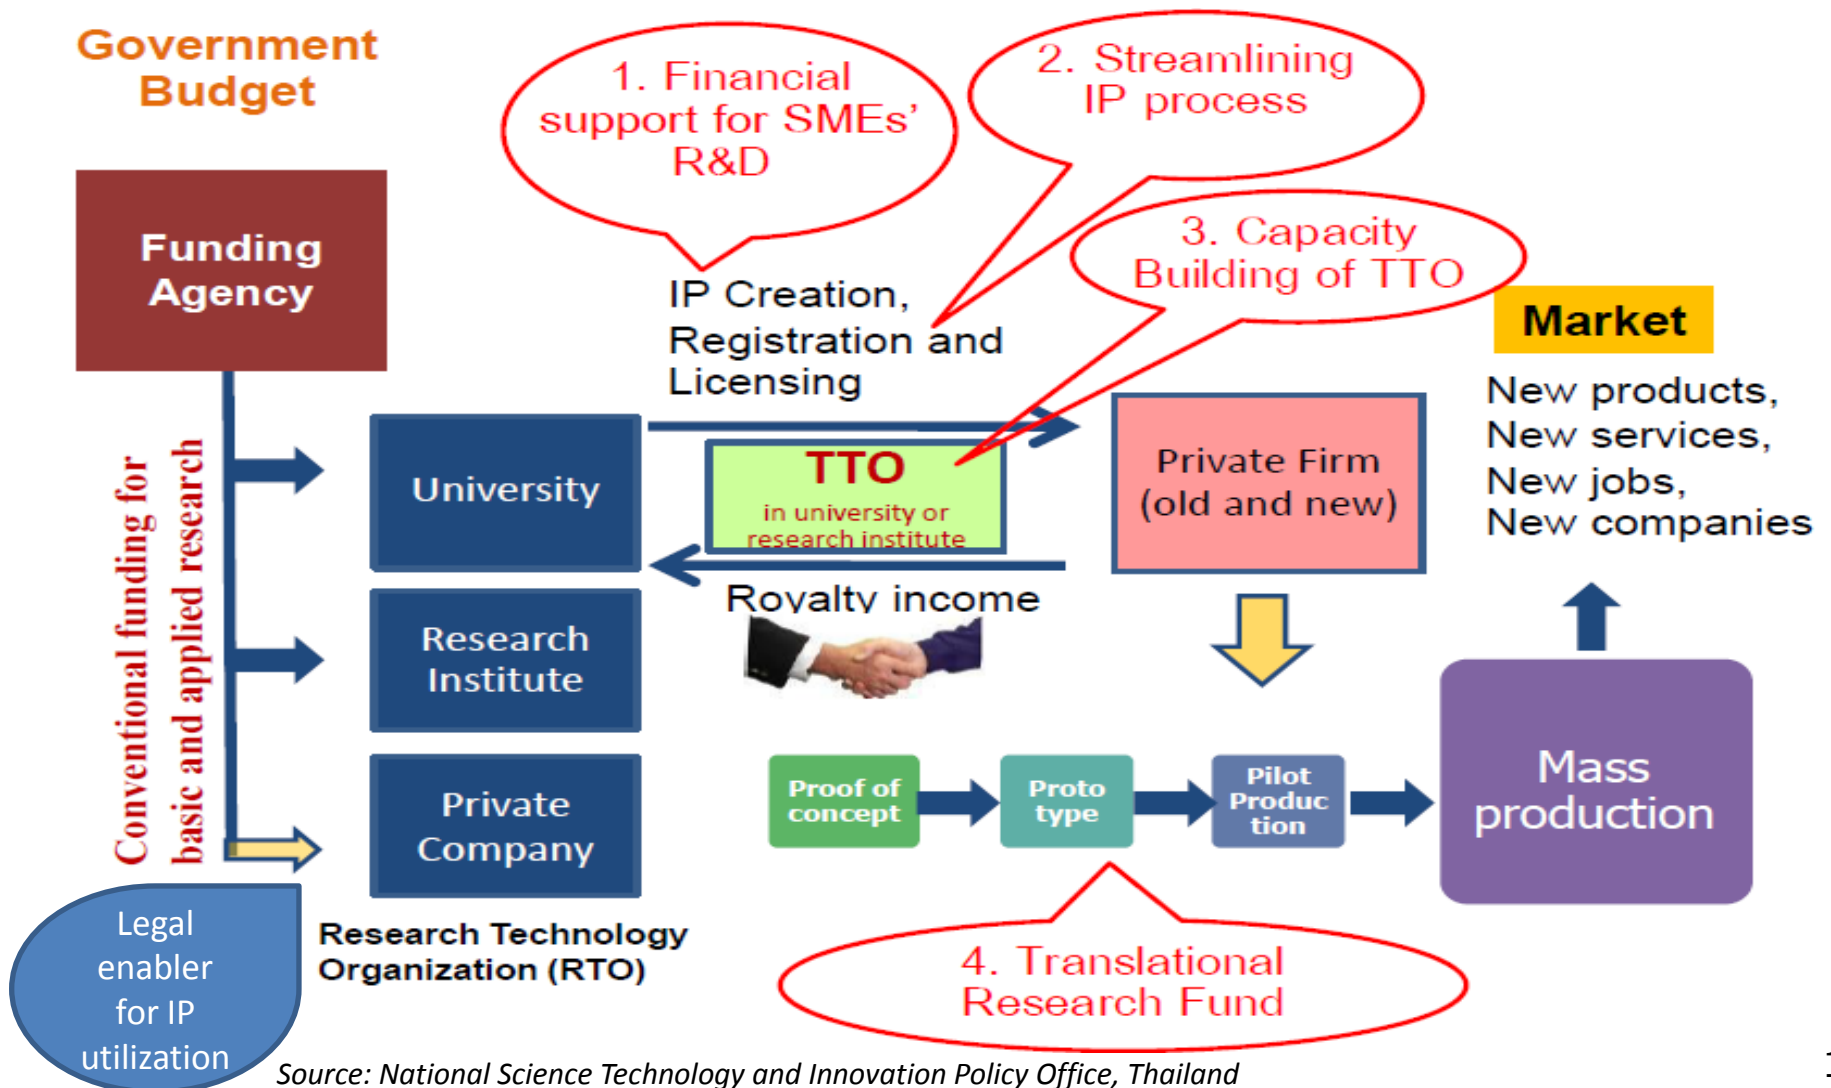 Government
Budget
1. Financial
support for SMEs'
R&D
2. Streamlining
IP process
3. Capacity
Building of TTO
Funding
Agency
IP Creation,
Registration and
Licensing
Market
New products,
New services,
New jobs,
New companies
Conventional funding for
basic and applied research
University
TTO
in university or
research institute
Private Firm
(old and new)
Royalty income
Research
Institute
Private
Company
Proof of
concept
Proto
type
Pilot
Produc
tion
Mass
production
Research Technology
Organization (RTO)
Legal
enabler
for IP
utilization
4. Translational
Research Fund
Source: National Science Technology and Innovation Policy Office, Thailand